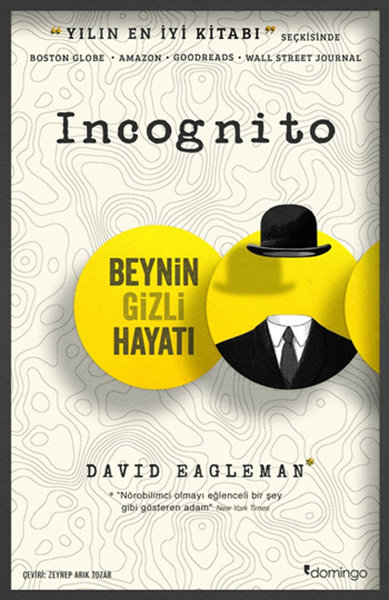 “YILIN EN İYİ KİTABI” SEÇKİSİNDE
BOSTON GLOBE • AMAZON • GOODREADS • WALL STREET JOURNAL
Incognito
BEYNİN
GİZLİ
HAYATI
DAVID EAGLEMAN*
* "Nörobilimci olmayı eğlenceli bir şey
gibi gösteren adam" New York Times
ÇEVİRİ: ZEYNEP ARIK TOZAR
domingo